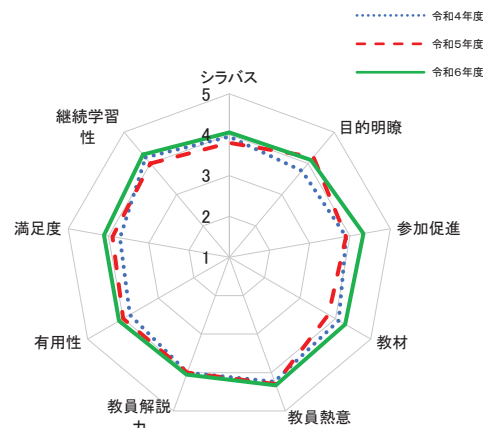 令和4年度
令和5年度
令和6年度
シラバス
5
4
3
2
1
目的明瞭
参加促進
教材
教員熱意
教員解説
力
有用性
満足度
継続学習
性